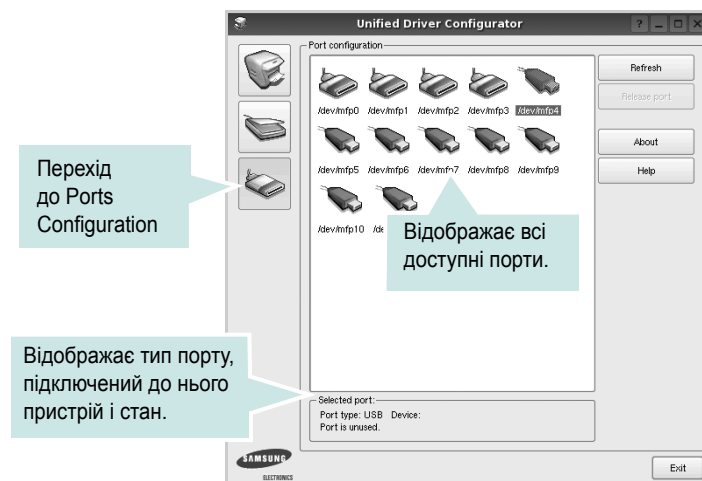 Unified Driver Configurator
Port configuration
/dev/mfp0 /dev/mfp1 /dev/mfp2 /dev/mfp3 /dev/mfp4
/dev/mfp5 /dev/mfp6 /dev/mfp7 /dev/mfp8 /dev/mfp9
/dev/mfp10
Refresh
Release port
About
Help
Перехід
до Ports
Configuration
Відображає всі
доступні порти.
Відображає тип порту,
підключений до нього
пристрій і стан.
Selected port:
Port type: USB Device:
Port is unused.
SAMSUNG
ELECTRONICS
Exit